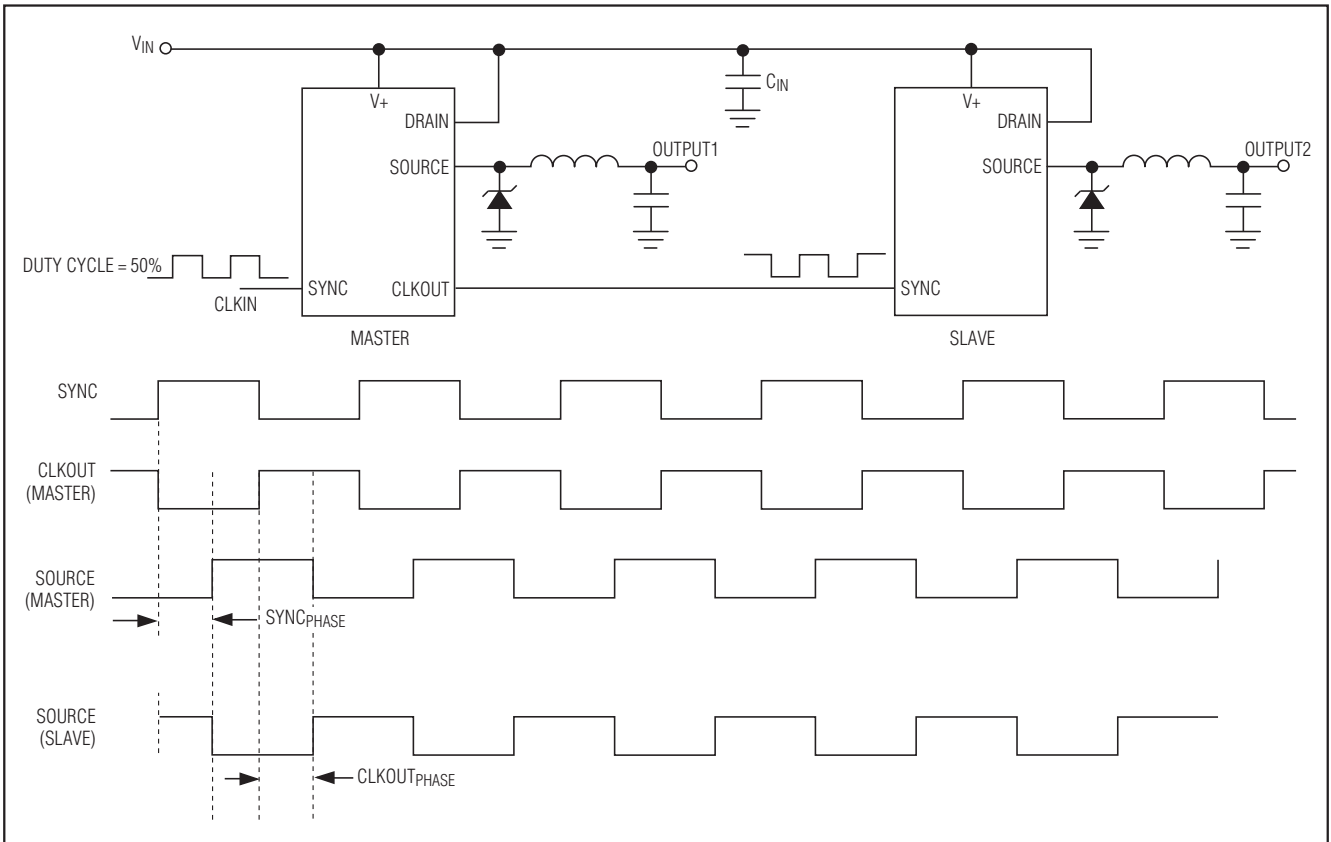 VIN
V+
DRAIN
SOURCE
OUTPUT1
CIN
V+
DRAIN
SOURCE
OUTPUT2
DUTY CYCLE = 50%
CLKIN
SYNC
CLKOUT
SYNC
MASTER
SLAVE
SYNC
CLKOUT
(MASTER)
SOURCE
(MASTER)
SYNCPHASE
SOURCE
(SLAVE)
CLKOUTPHASE